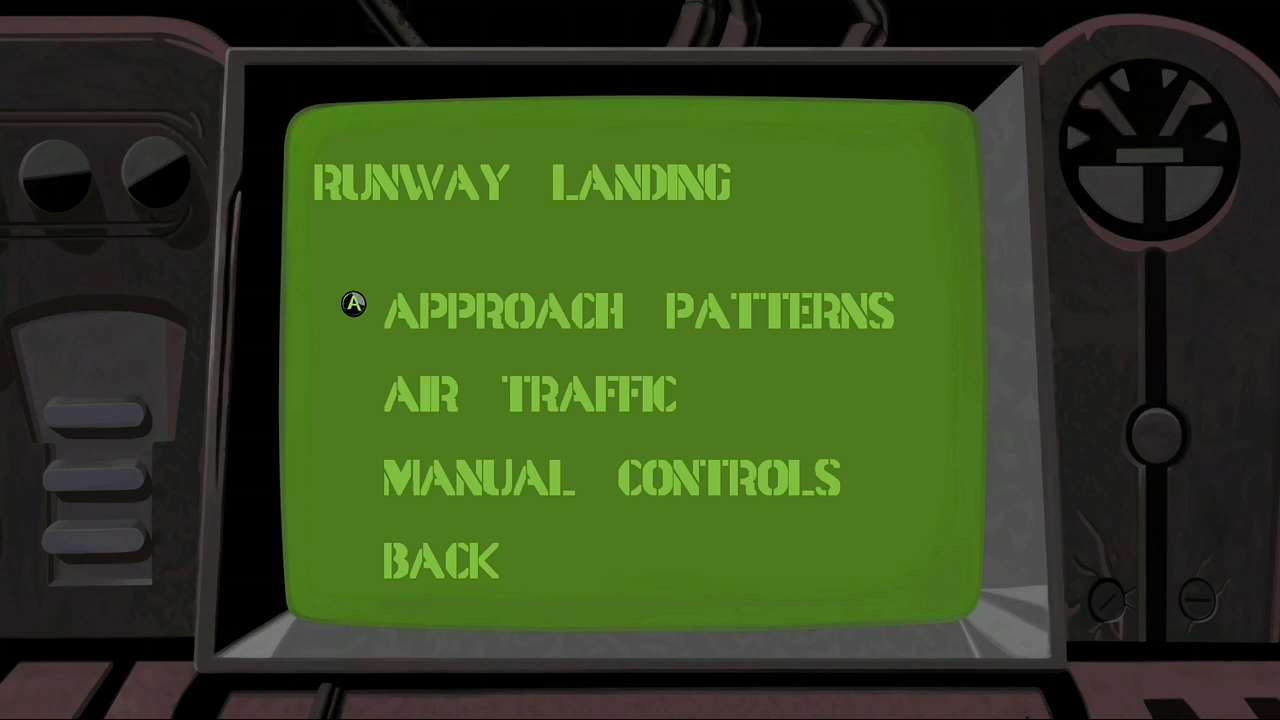 RUNWAY LANDING
A APPROACH PATTERNS
AIR TRAFFIC
MANUAL CONTROLS
BACK